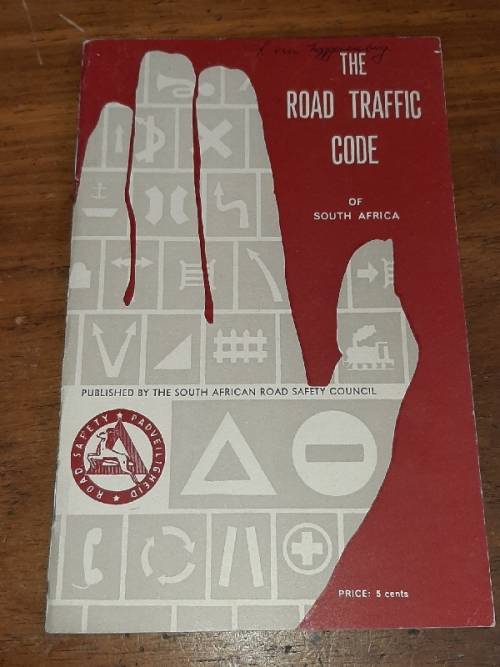 THE
ROAD TRAFFIC
CODE
OF
SOUTH AFRICA
PUBLISHED BY THE SOUTH AFRICAN ROAD SAFETY COUNCIL
ROAD SAFETY ★ PADVEILIGHEID ★
PRICE: 5 cents